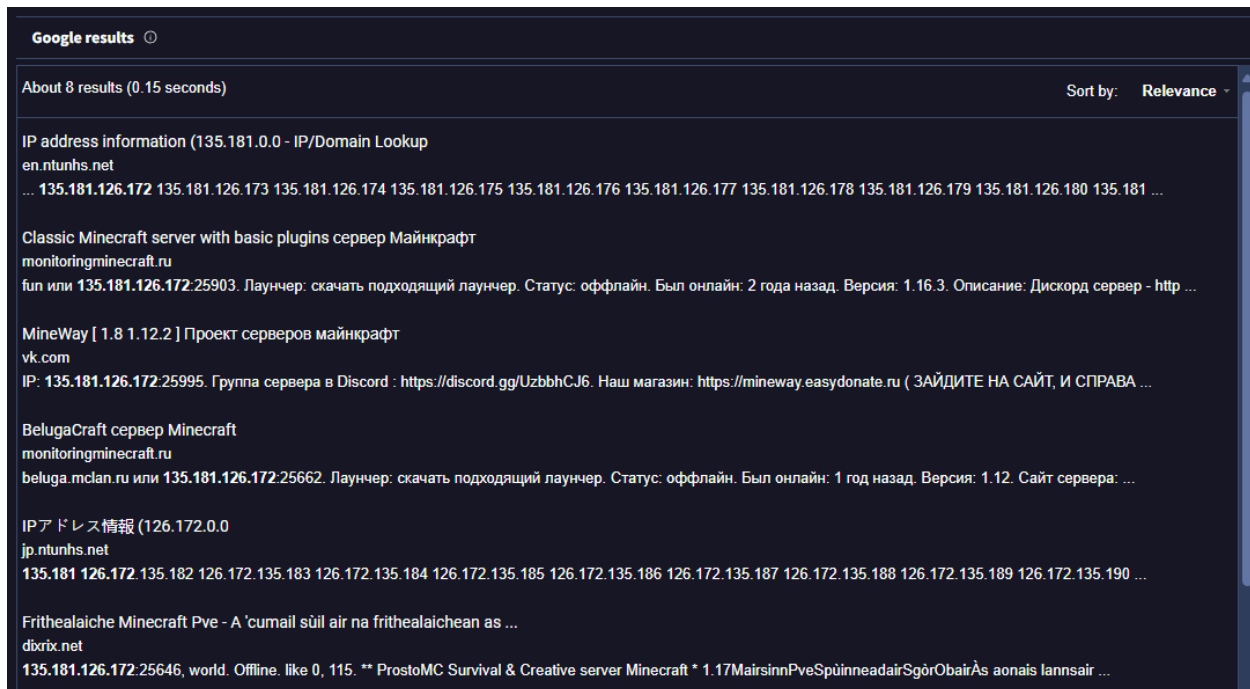 Google results
About 8 results (0.15 seconds)
Sort by: Relevance
IP address information (135.181.0.0 - IP/Domain Lookup
en.ntunhs.net
... 135.181.126.172 135.181.126.173 135.181.126.174 135.181.126.175 135.181.126.176 135.181.126.177 135.181.126.178 135.181.126.179 135.181.126.180 135.181 ...
Classic Minecraft server with basic plugins сервер Майнкрафт
monitoringminecraft.ru
fun или 135.181.126.172:25903. Лаунчер: скачать подходящий лаунчер. Статус: оффлайн. Был онлайн: 2 года назад. Версия: 1.16.3. Описание: Дискорд сервер - http ...
MineWay [ 1.8 1.12.2 ] Проект серверов майнкрафт
vk.com
IP: 135.181.126.172:25995. Группа сервера в Discord : https://discord.gg/UzbbhCJ6. Наш магазин: https://mineway.easydonate.ru ( ЗАЙДИТЕ НА САЙТ, И СПРАВА ...
BelugaCraft сервер Minecraft
monitoringminecraft.ru
beluga.mclan.ru или 135.181.126.172:25662. Лаунчер: скачать подходящий лаунчер. Статус: оффлайн. Был онлайн: 1 год назад. Версия: 1.12. Сайт сервера: ...
IPアドレス情報 (126.172.0.0
jp.ntunhs.net
135.181 126.172.135.182 126.172.135.183 126.172.135.184 126.172.135.185 126.172.135.186 126.172.135.187 126.172.135.188 126.172.135.189 126.172.135.190 ...
Frithealaiche Minecraft Pve - A 'cumail sùil air na frithealaichean as ...
dixrix.net
135.181.126.172:25646, world. Offline. like 0, 115. ** ProstoMC Survival & Creative server Minecraft * 1.17MairsinnPveSpùinneadairSgòrObairÀs aonais lannsair ...